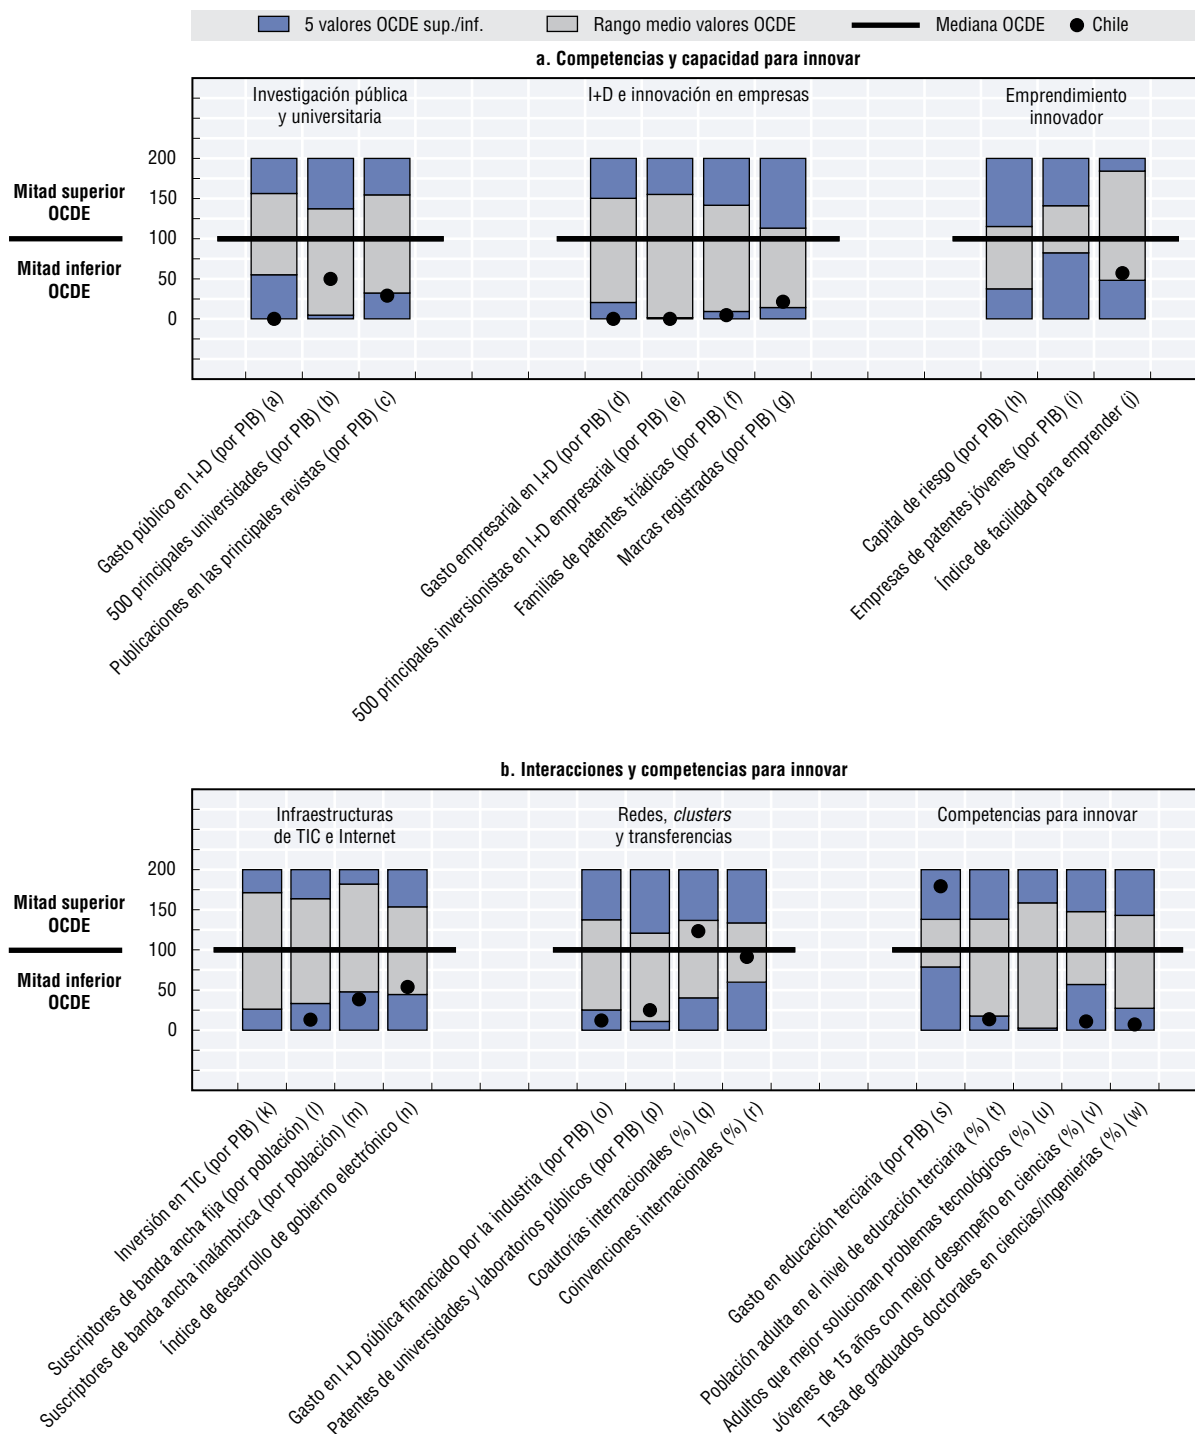 5 valores OCDE sup./inf.
Rango medio valores OCDE
Mediana OCDE
Chile
a. Competencias y capacidad para innovar
Investigación pública
y universitaria
I+D e innovación en empresas
Emprendimiento
innovador
200
150
100
50
0
Mitad superior
OCDE
Mitad inferior
OCDE
Gasto público en I+D (por PIB) (a)
500 principales universidades (por PIB) (b)
Publicaciones en las principales revistas (por PIB) (c)
Gasto empresarial en I+D (por PIB) (d)
500 principales inversionistas en I+D empresarial (por PIB) (e)
Familias de patentes triádicas (por PIB) (f)
Marcas registradas (por PIB) (g)
Capital de riesgo (por PIB) (h)
Empresas de patentes jóvenes (por PIB) (i)
Índice de facilidad para emprender (j)
b. Interacciones y competencias para innovar
Infraestructuras
de TIC e Internet
Redes, clusters
y transferencias
Competencias para innovar
200
150
100
50
0
Mitad superior
OCDE
Mitad inferior
OCDE
Inversión en TIC (por PIB) (k)
Suscriptores de banda ancha fija (por población) (l)
Suscriptores de banda ancha inalámbrica (por población) (m)
Índice de desarrollo de gobierno electrónico (n)
Gasto en I+D pública financiado por la industria (por PIB) (o)
Patentes de universidades y laboratorios públicos (por PIB) (p)
Coautorías internacionales (%) (q)
Coinvenciones internacionales (%) (r)
Gasto en educación terciaria (por PIB) (s)
Población adulta en el nivel de educación terciaria (%) (t)
Adultos que mejor solucionan problemas tecnológicos (%) (u)
Jóvenes de 15 años con mejor desempeño en ciencias (%) (v)
Tasa de graduados doctorales en ciencias/ingenierías (%) (w)